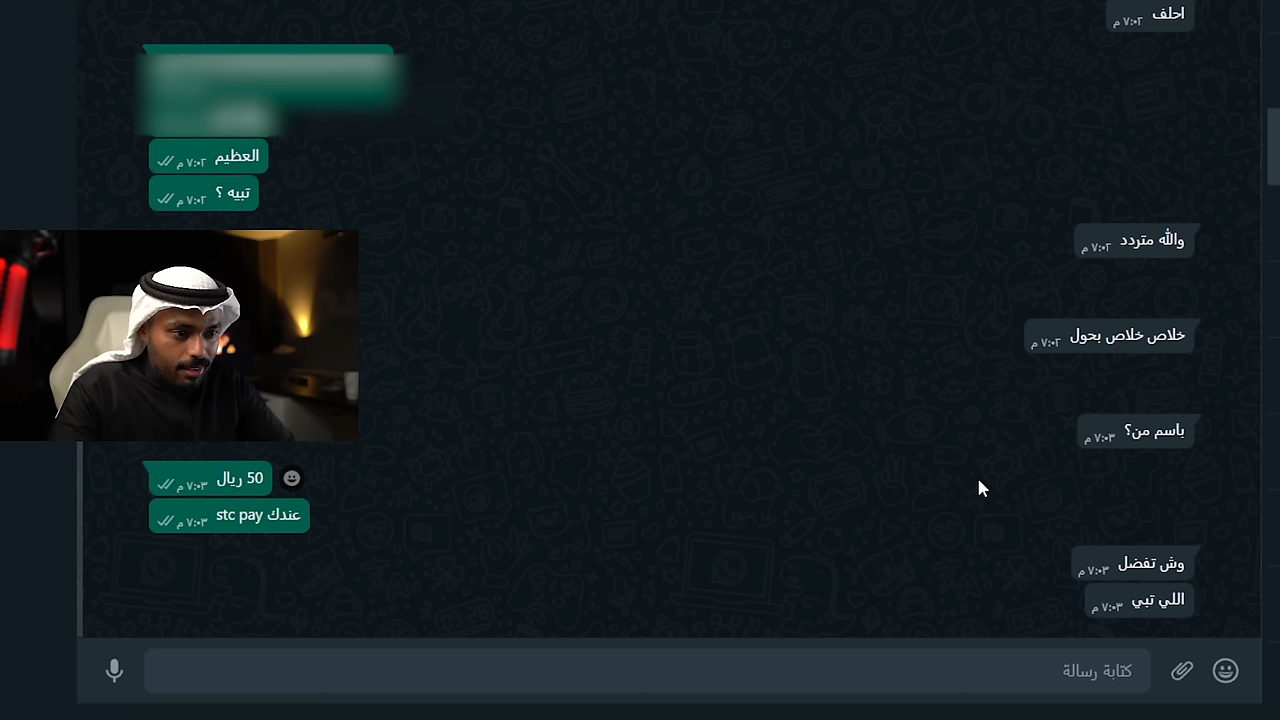 احلف ٧:٠٢ م
العظيم ٧:٠٢ م
تبيه ؟ ٧:٠٢ م
والله متردد ٧:٠٢ م
خلاص خلاص بحول ٧:٠٢ م
باسم من؟ ٧:٠٣ م
50 ريال ٧:٠٣ م
عندك stc pay ٧:٠٣ م
وش تفضل ٧:٠٣ م
اللي تبي ٧:٠٣ م
كتابة رسالة